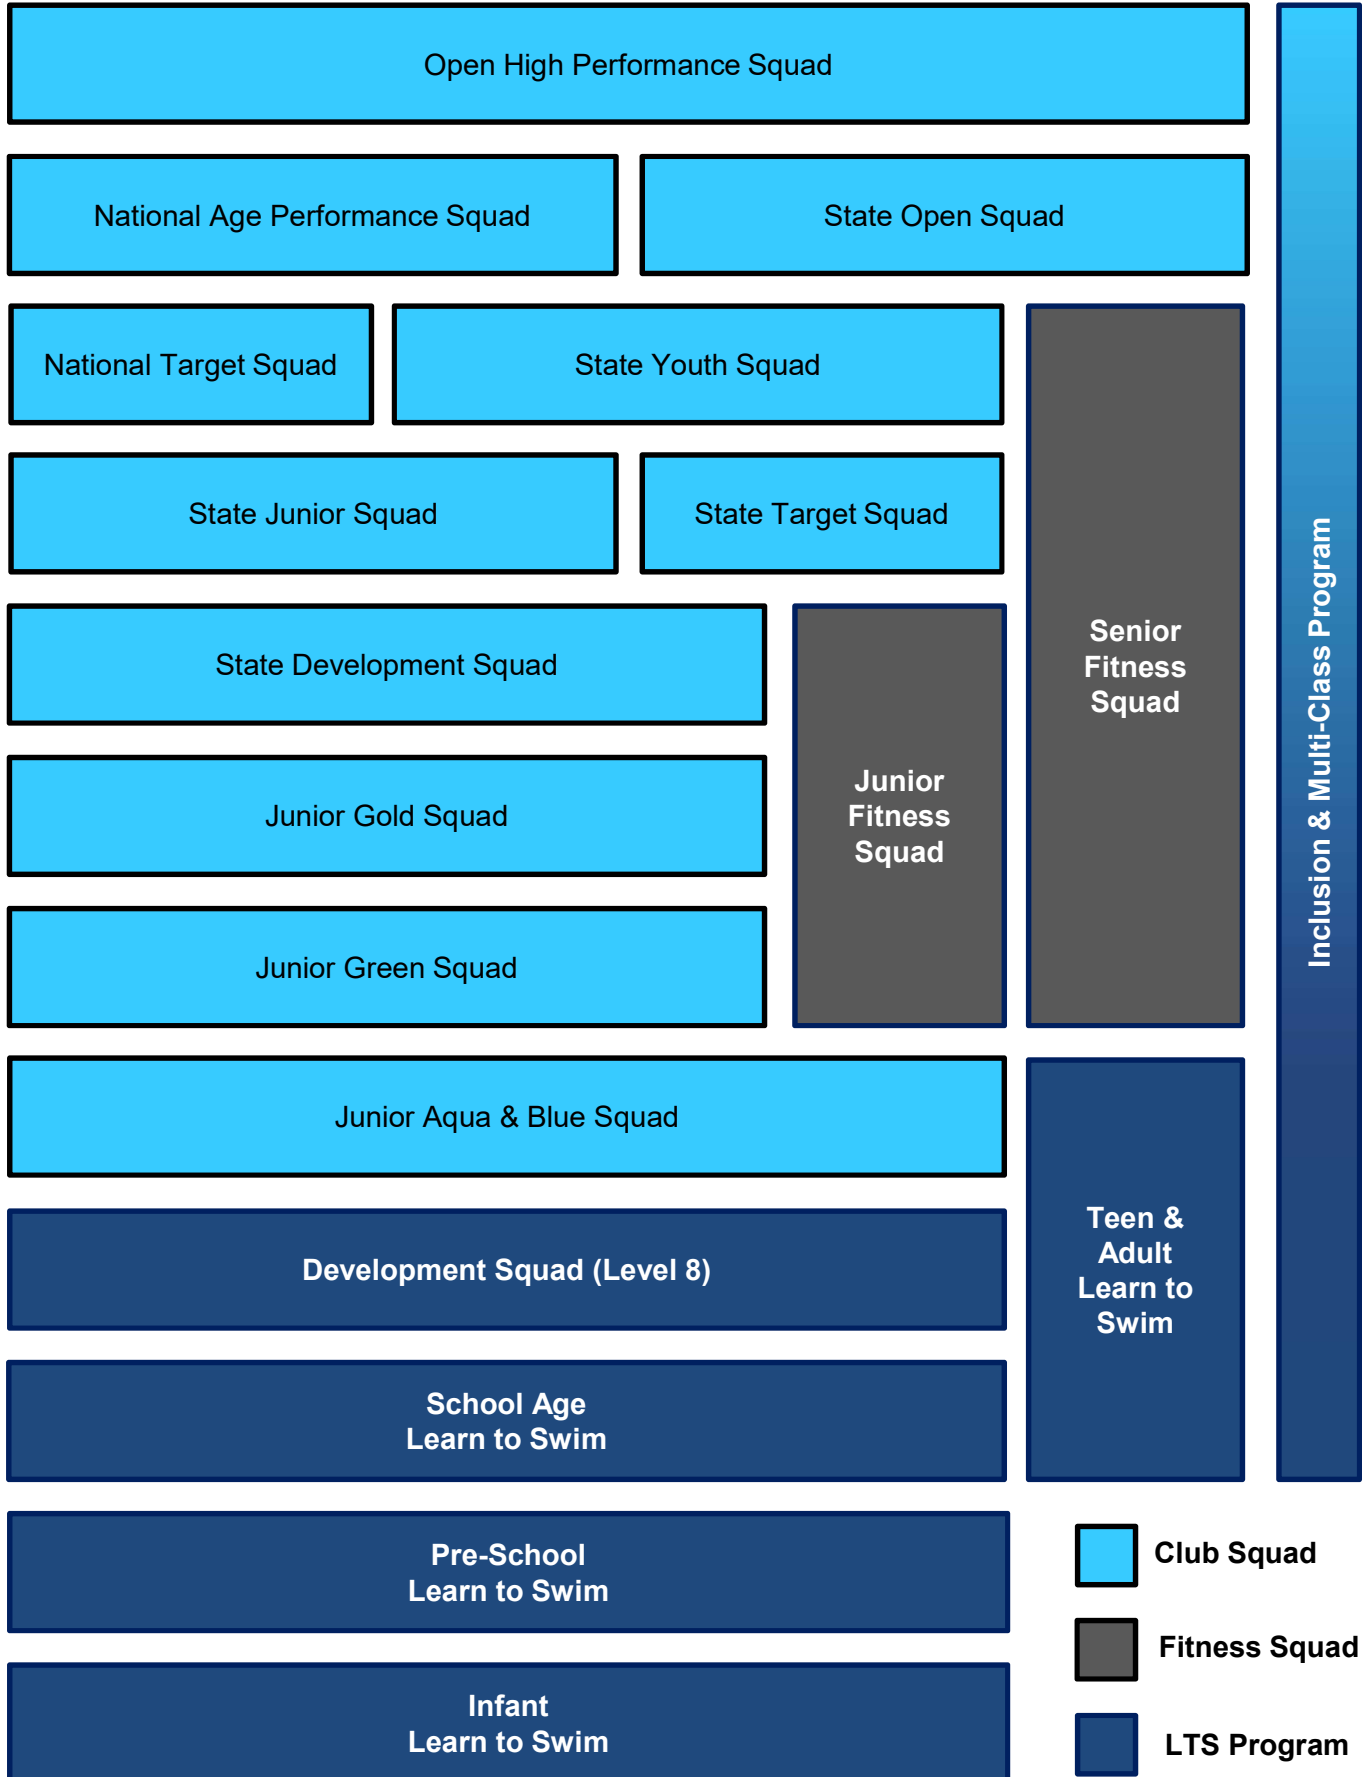 Open High Performance Squad
National Age Performance Squad
State Open Squad
National Target Squad
State Youth Squad
State Junior Squad
State Target Squad
State Development Squad
Junior Gold Squad
Junior Green Squad
Junior
Fitness
Squad
Senior
Fitness
Squad
Inclusion & Multi-Class Program
Junior Aqua & Blue Squad
Development Squad (Level 8)
Teen &
Adult
Learn to
Swim
School Age
Learn to Swim
Pre-School
Learn to Swim
Infant
Learn to Swim
Club Squad
Fitness Squad
LTS Program